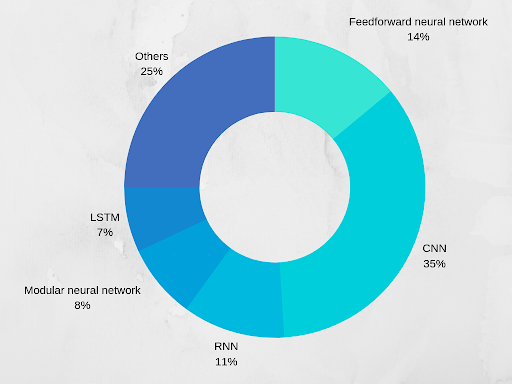 Feedforward neural network
14%
Others
25%
LSTM
7%
CNN
35%
Modular neural network
8%
RNN
11%